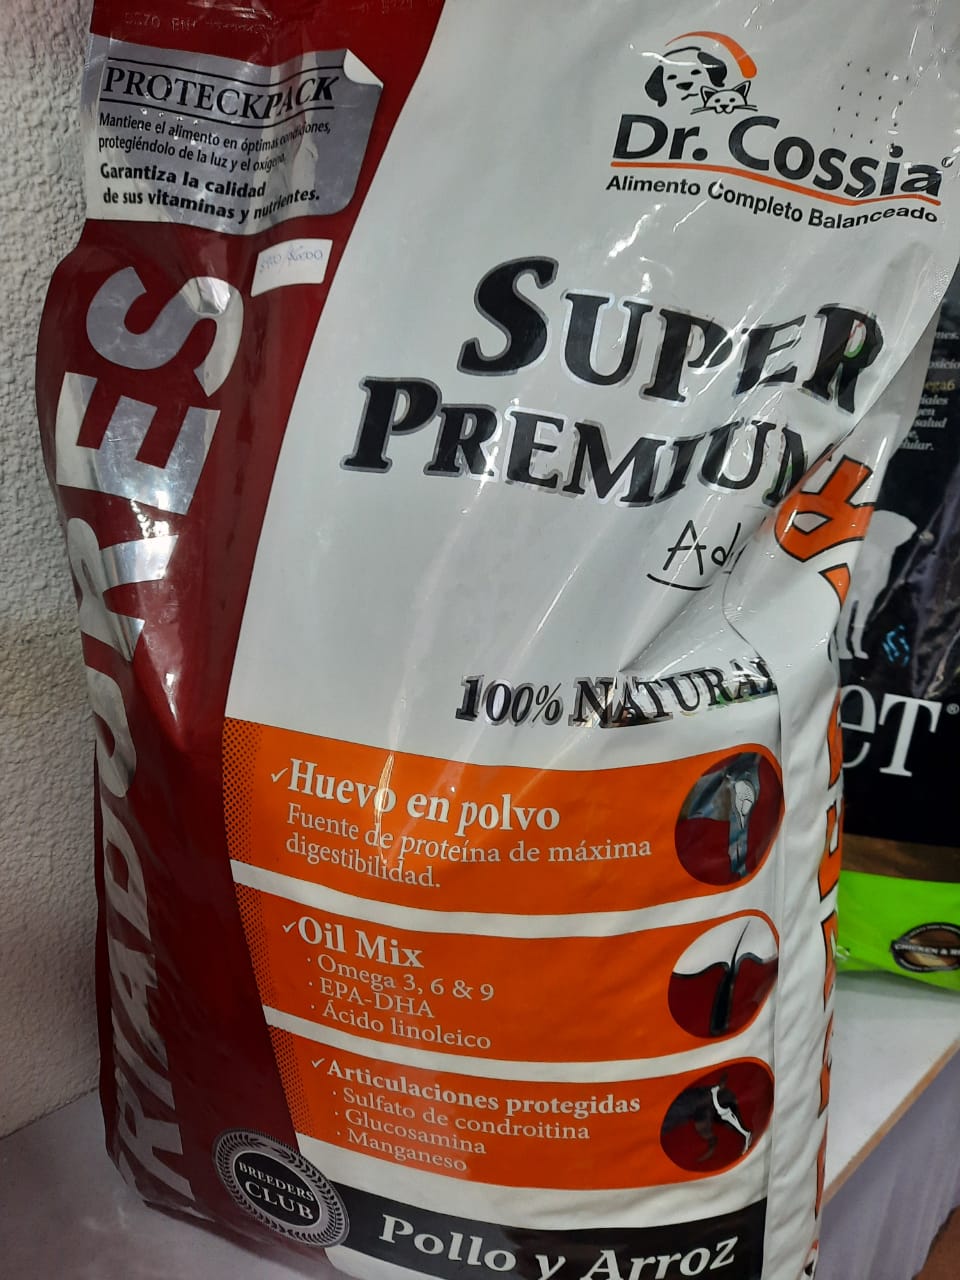 PROTECKPACK
Mantiene el alimento en óptimas condiciones,
protegiéndolo de la luz y el oxígeno.
Garantiza la calidad
de sus vitaminas y nutrientes.
Dr. Cossia
Alimento Completo Balanceado
SUPER
PREMIUM
100% NATURAL
✓Huevo en polvo
Fuente de proteína de máxima
digestibilidad.
✓Oil Mix
· Omega 3, 6 & 9
· EPA-DHA
· Ácido linoleico
✓Articulaciones protegidas
· Sulfato de condroitina
· Glucosamina
· Manganeso
BREEDERS
CLUB
Pollo y Arroz
CRIADORES